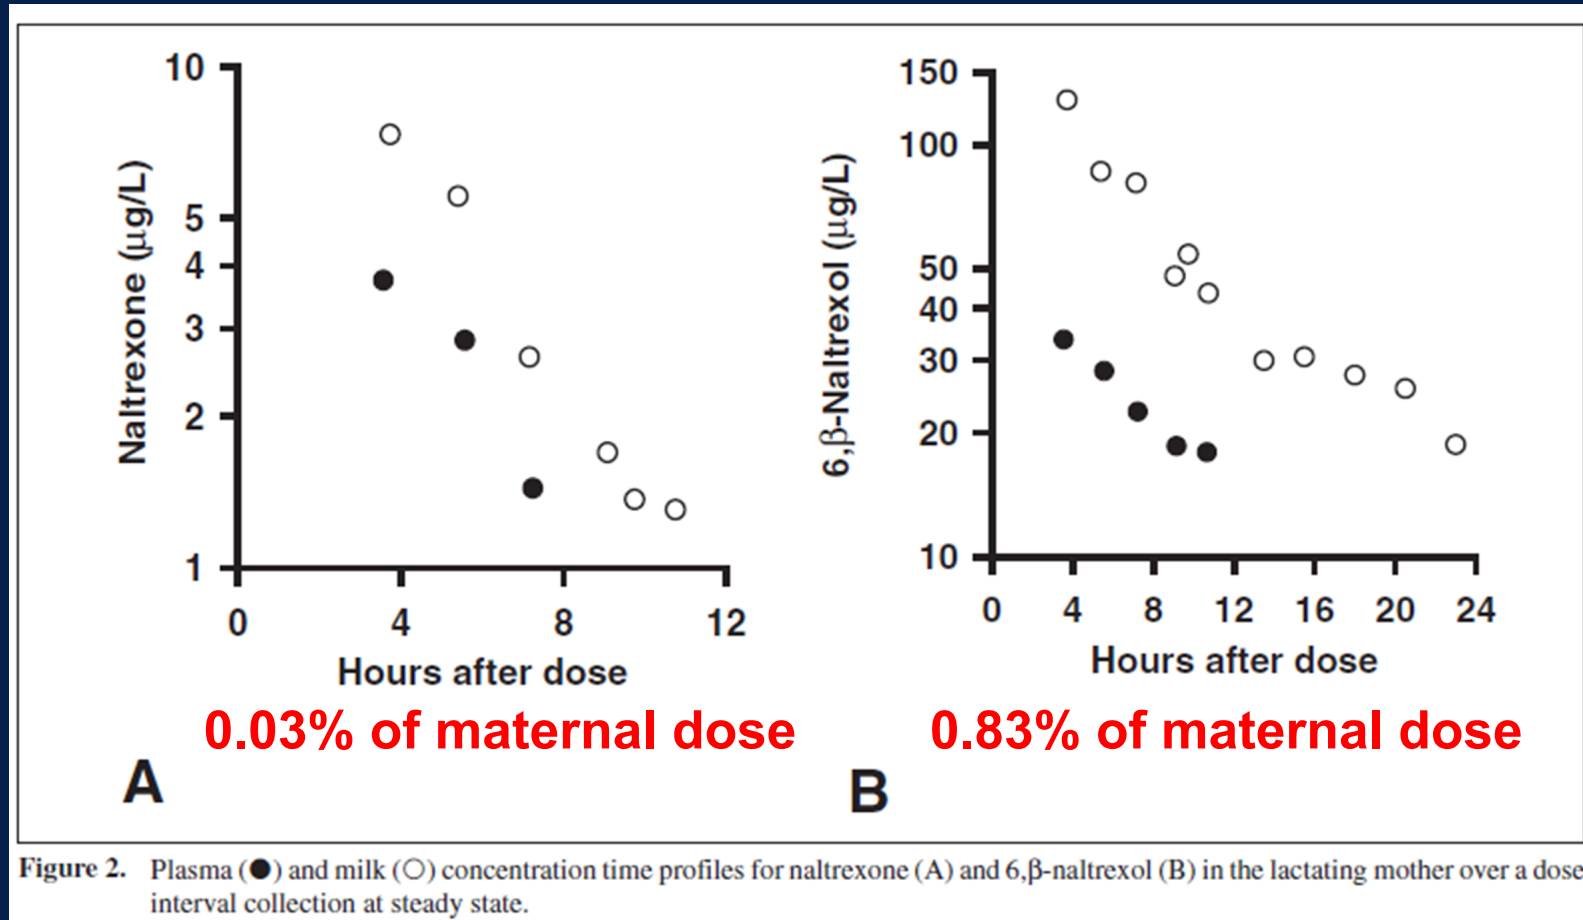 10
5
4
3
2
1
Naltrexone (μg/L)
0 4 8 12
Hours after dose
0.03% of maternal dose
A
150
100
50
40
30
20
10
6,β-Naltrexol (μg/L)
0 4 8 12 16 20 24
Hours after dose
0.83% of maternal dose
B
Figure 2. Plasma (●) and milk (○) concentration time profiles for naltrexone (A) and 6,β-naltrexol (B) in the lactating mother over a dose
interval collection at steady state.